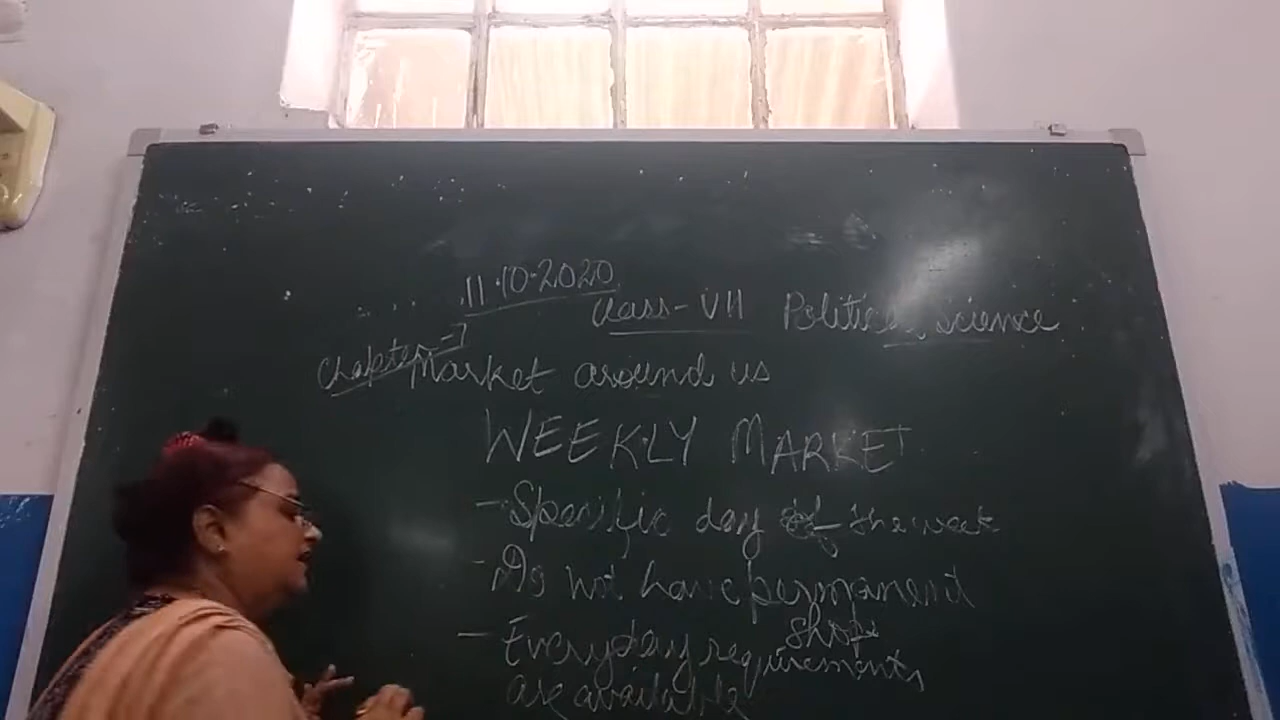 11.10.2020
Class-VII Political Science
Chapter-7
Market around us
WEEKLY MARKET
- Specific day of the week
- Do not have permanent
shops
- Everyday requirements
are available